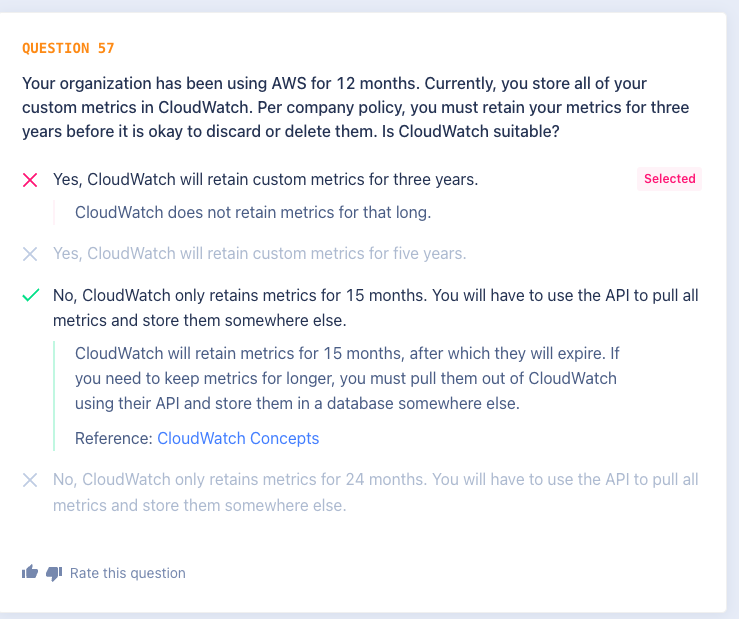 QUESTION 57
Your organization has been using AWS for 12 months. Currently, you store all of your
custom metrics in CloudWatch. Per company policy, you must retain your metrics for three
years before it is okay to discard or delete them. Is CloudWatch suitable?
Yes, CloudWatch will retain custom metrics for three years. Selected
CloudWatch does not retain metrics for that long.
Yes, CloudWatch will retain custom metrics for five years.
No, CloudWatch only retains metrics for 15 months. You will have to use the API to pull all
metrics and store them somewhere else.
CloudWatch will retain metrics for 15 months, after which they will expire. If
you need to keep metrics for longer, you must pull them out of CloudWatch
using their API and store them in a database somewhere else.
Reference: CloudWatch Concepts
No, CloudWatch only retains metrics for 24 months. You will have to use the API to pull all
metrics and store them somewhere else.
Rate this question